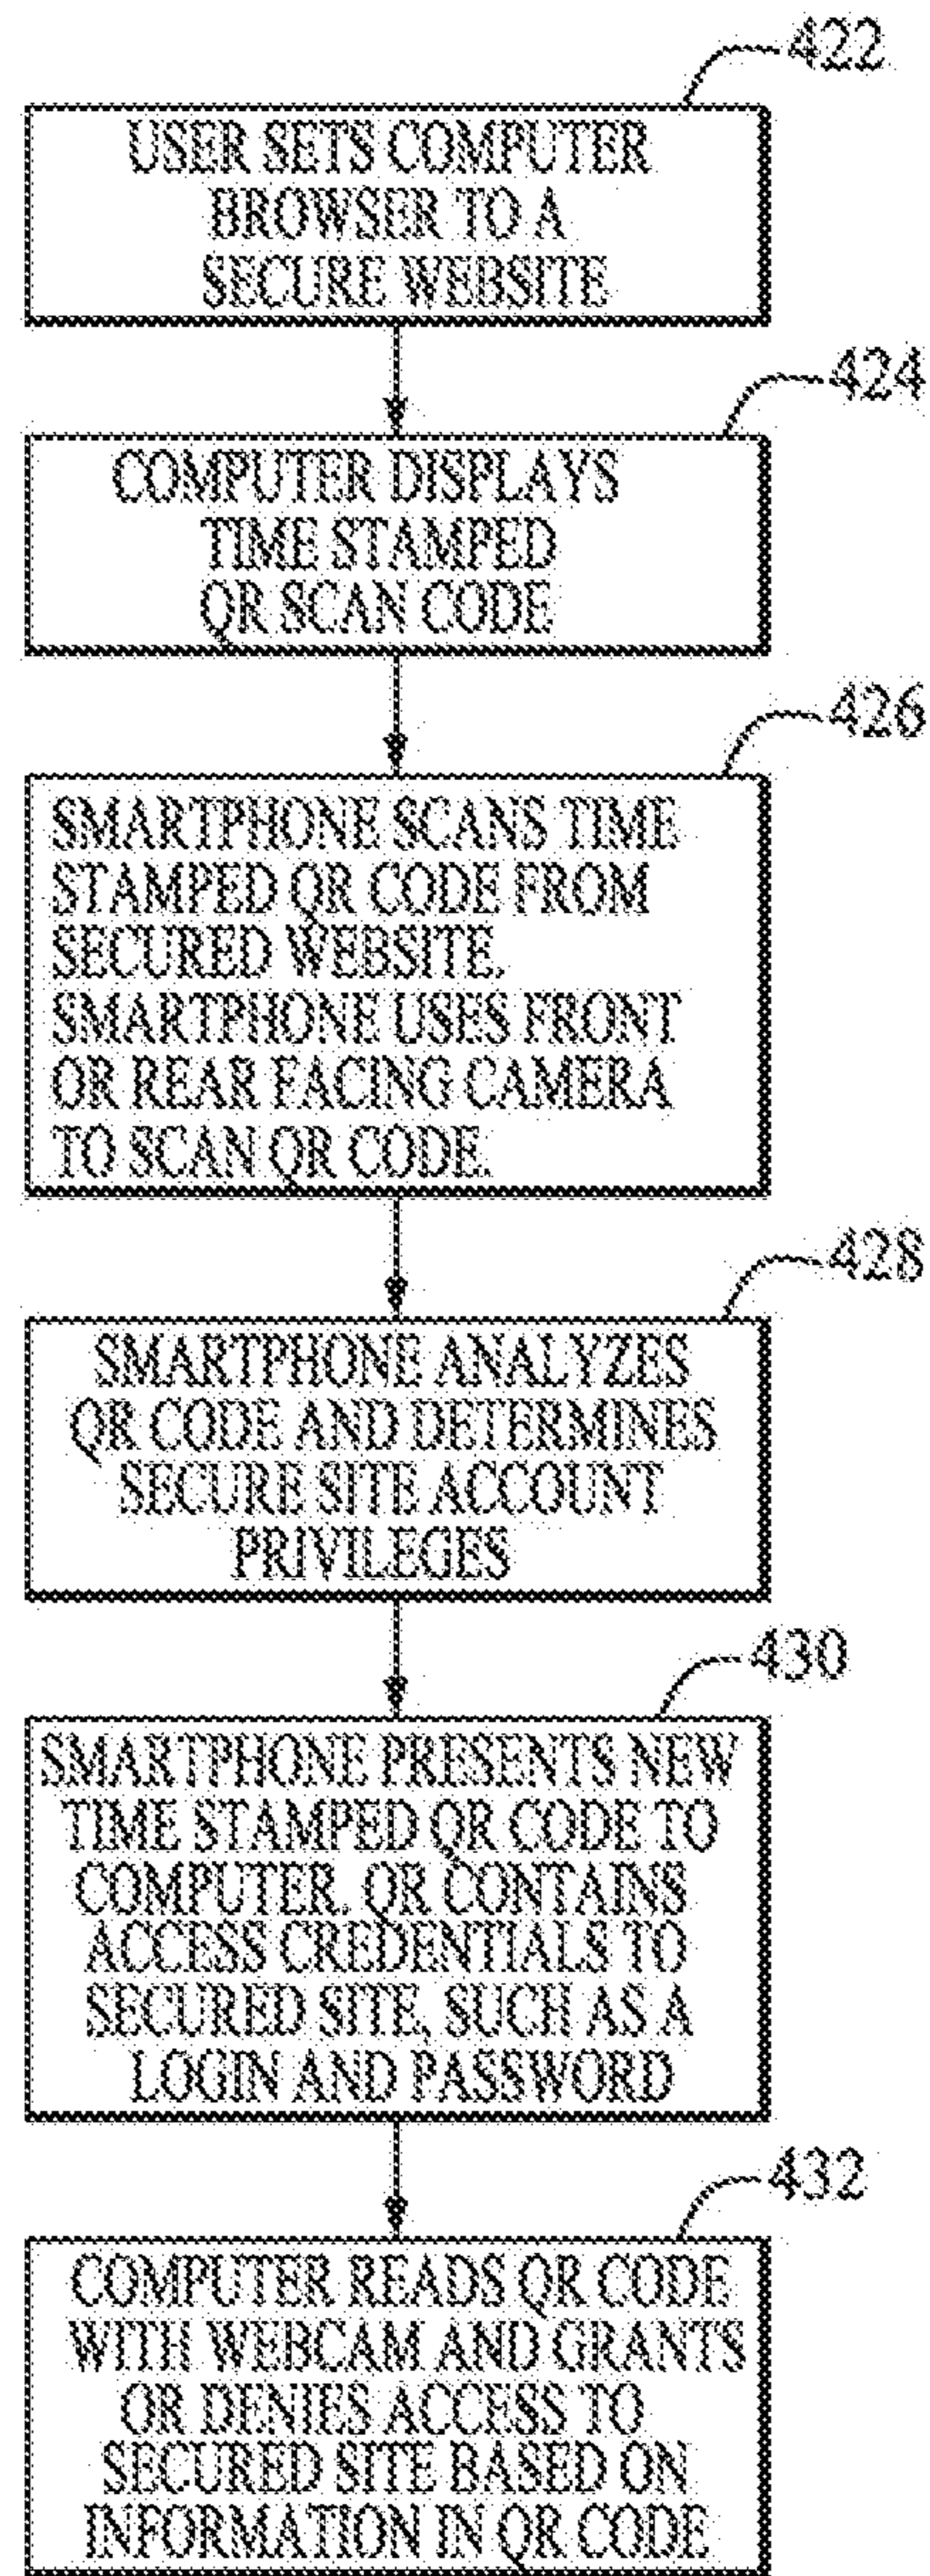 422
USER SETS COMPUTER
BROWSER TO A
SECURE WEBSITE
424
COMPUTER DISPLAYS
TIME STAMPED
QR SCAN CODE
426
SMARTPHONE SCANS TIME
STAMPED QR CODE FROM
SECURED WEBSITE.
SMARTPHONE USES FRONT
OR REAR FACING CAMERA
TO SCAN QR CODE.
428
SMARTPHONE ANALYZES
QR CODE AND DETERMINES
SECURE SITE ACCOUNT
PRIVILEGES
430
SMARTPHONE PRESENTS NEW
TIME STAMPED QR CODE TO
COMPUTER. QR CONTAINS
ACCESS CREDENTIALS TO
SECURED SITE, SUCH AS A
LOGIN AND PASSWORD
432
COMPUTER READS QR CODE
WITH WEBCAM AND GRANTS
OR DENIES ACCESS TO
SECURED SITE BASED ON
INFORMATION IN QR CODE